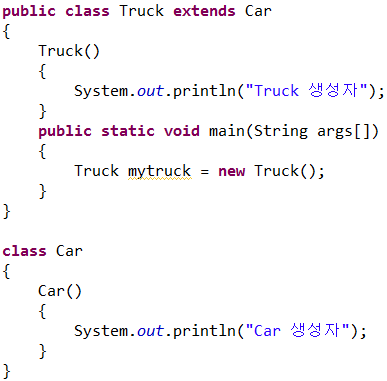 public class Truck extends Car
{
Truck()
{
System.out.println("Truck 생성자");
}
public static void main(String args[])
{
Truck mytruck = new Truck();
}
}
class Car
{
Car()
{
System.out.println("Car 생성자");
}
}